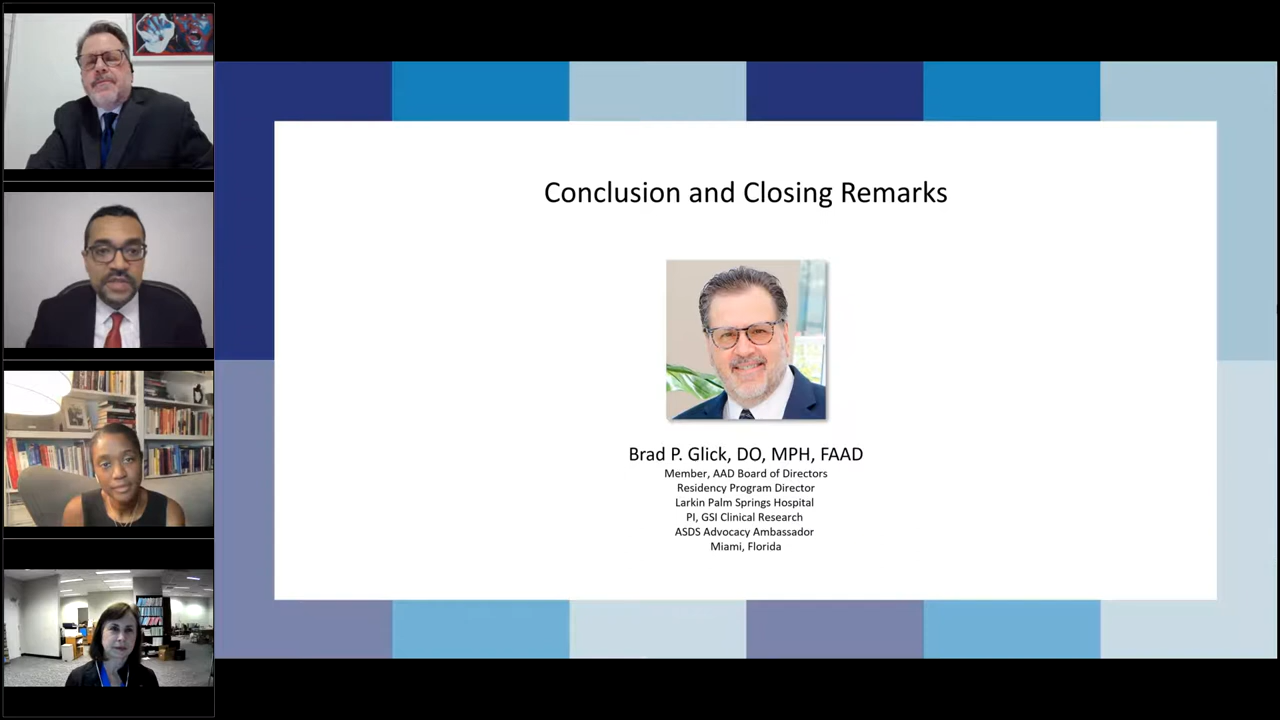 Conclusion and Closing Remarks
Brad P. Glick, DO, MPH, FAAD
Member, AAD Board of Directors
Residency Program Director
Larkin Palm Springs Hospital
PI, GSI Clinical Research
ASDS Advocacy Ambassador
Miami, Florida